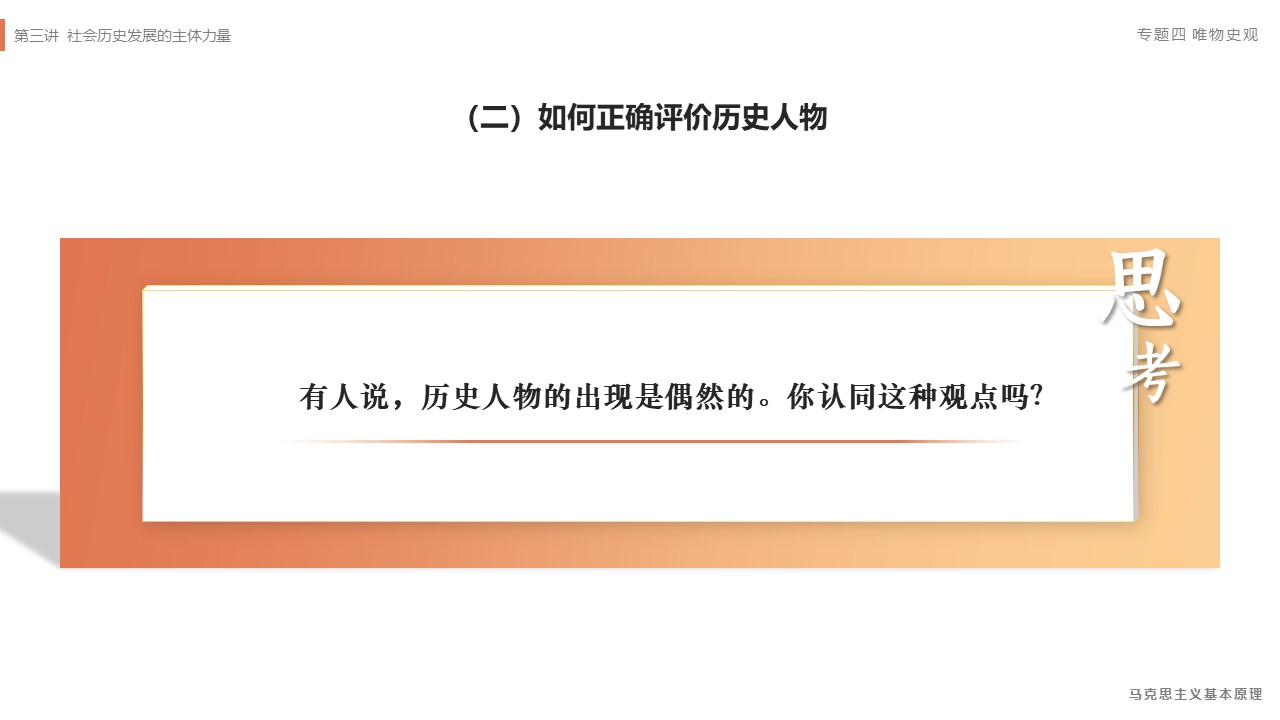 第三讲 社会历史发展的主体力量
专题四 唯物史观
（二）如何正确评价历史人物
思考
有人说，历史人物的出现是偶然的。你认同这种观点吗？
马克思主义基本原理